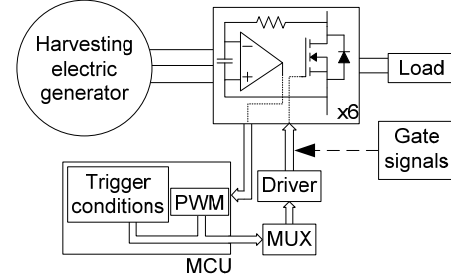 Harvesting
electric
generator
−
+
x6
Load
Gate
signals
Trigger
conditions
PWM
Driver
MUX
MCU